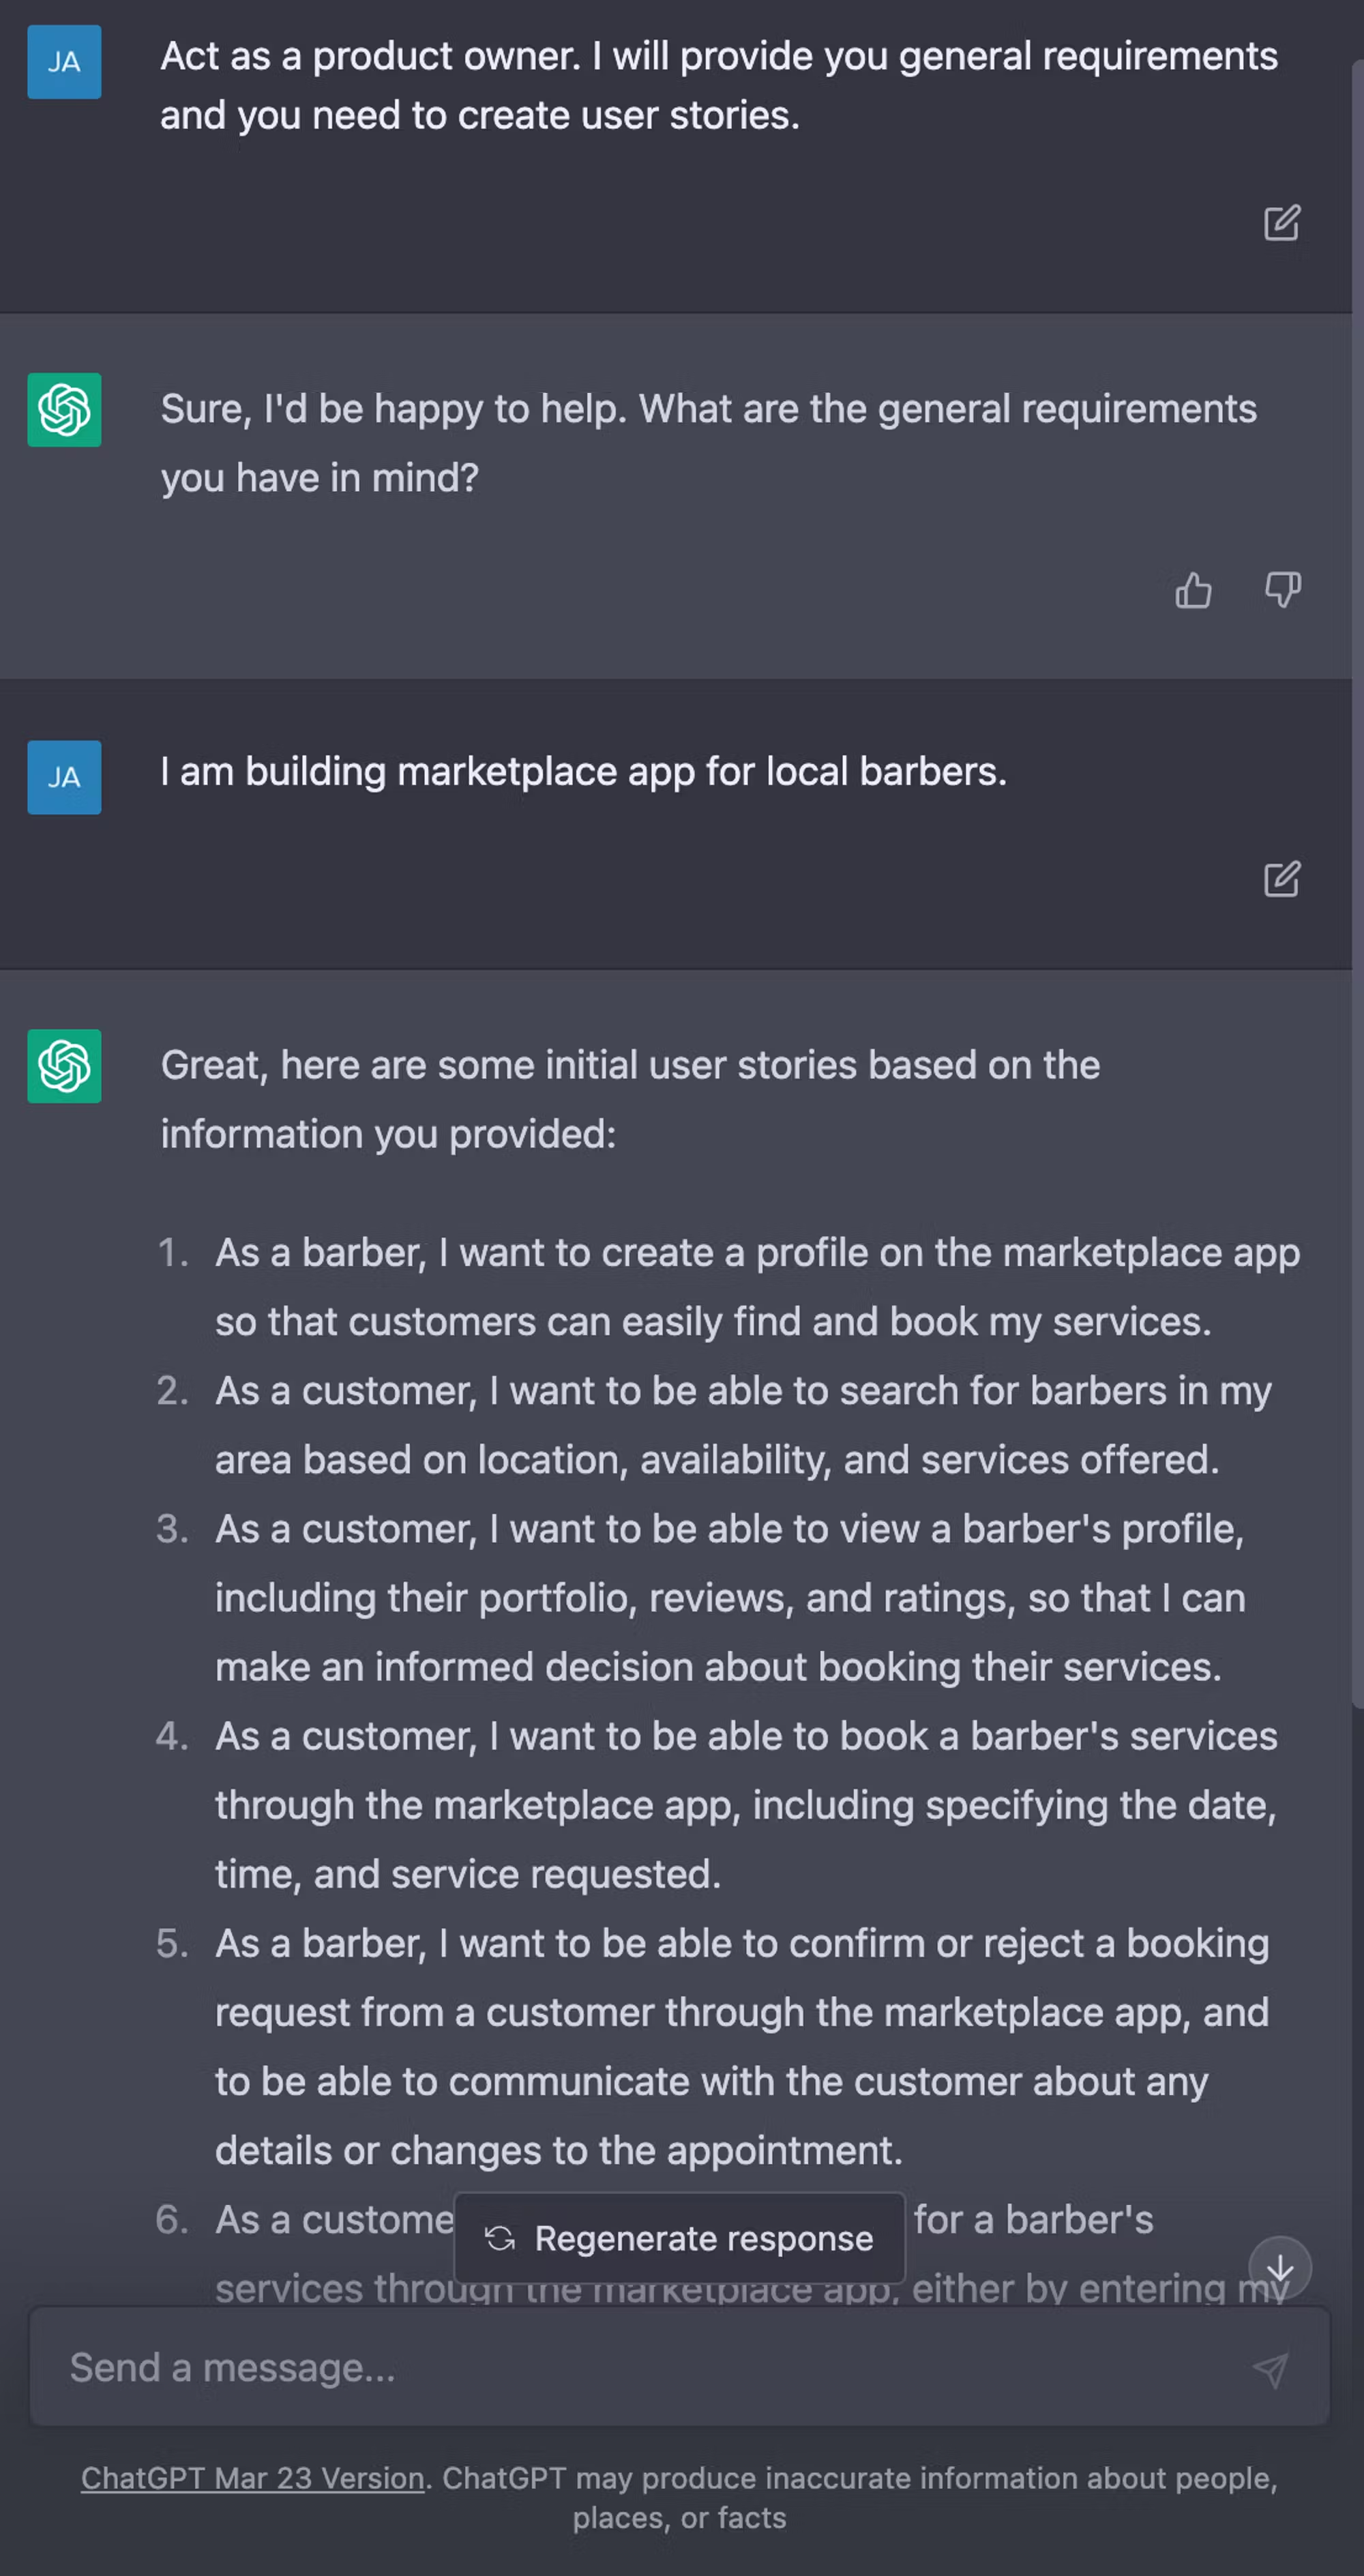 JA
Act as a product owner. I will provide you general requirements
and you need to create user stories.
Sure, I'd be happy to help. What are the general requirements
you have in mind?
JA
I am building marketplace app for local barbers.
Great, here are some initial user stories based on the
information you provided:
1. As a barber, I want to create a profile on the marketplace app
so that customers can easily find and book my services.
2. As a customer, I want to be able to search for barbers in my
area based on location, availability, and services offered.
3. As a customer, I want to be able to view a barber's profile,
including their portfolio, reviews, and ratings, so that I can
make an informed decision about booking their services.
4. As a customer, I want to be able to book a barber's services
through the marketplace app, including specifying the date,
time, and service requested.
5. As a barber, I want to be able to confirm or reject a booking
request from a customer through the marketplace app, and
to be able to communicate with the customer about any
details or changes to the appointment.
6. As a custome for a barber's
Regenerate response
services through the marketplace app, either by entering my
Send a message...
ChatGPT Mar 23 Version. ChatGPT may produce inaccurate information about people,
places, or facts